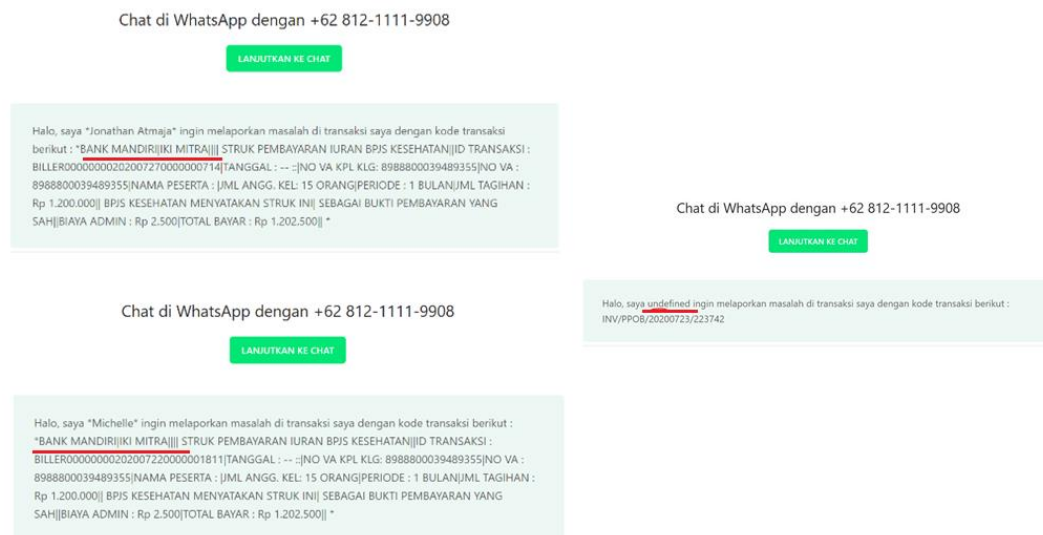 Chat di WhatsApp dengan +62 812-1111-9908
LANJUTKAN KE CHAT
Halo, saya *Jonathan Atmaja* ingin melaporkan masalah di transaksi saya dengan kode transaksi
berikut : *BANK MANDIRI|IKI MITRA|||| STRUK PEMBAYARAN IURAN BPJS KESEHATAN||ID TRANSAKSI :
BILLER00000000020200727000000714|TANGGAL : -- ::|NO VA KPL KLG: 8988800039489355|NO VA :
8988800039489355|NAMA PESERTA : |JML ANGG. KEL: 15 ORANG|PERIODE : 1 BULAN|JML TAGIHAN :
Rp 1.200.000|| BPJS KESEHATAN MENYATAKAN STRUK INI| SEBAGAI BUKTI PEMBAYARAN YANG
SAH||BIAYA ADMIN : Rp 2.500|TOTAL BAYAR : Rp 1.202.500|| *
Chat di WhatsApp dengan +62 812-1111-9908
LANJUTKAN KE CHAT
Halo, saya *Michelle* ingin melaporkan masalah di transaksi saya dengan kode transaksi berikut :
*BANK MANDIRI|IKI MITRA|||| STRUK PEMBAYARAN IURAN BPJS KESEHATAN||ID TRANSAKSI :
BILLER00000000020200722000001811|TANGGAL : -- ::|NO VA KPL KLG: 8988800039489355|NO VA :
8988800039489355|NAMA PESERTA : |JML ANGG. KEL: 15 ORANG|PERIODE : 1 BULAN|JML TAGIHAN :
Rp 1.200.000|| BPJS KESEHATAN MENYATAKAN STRUK INI| SEBAGAI BUKTI PEMBAYARAN YANG
SAH||BIAYA ADMIN : Rp 2.500|TOTAL BAYAR : Rp 1.202.500|| *
Chat di WhatsApp dengan +62 812-1111-9908
LANJUTKAN KE CHAT
Halo, saya undefined ingin melaporkan masalah di transaksi saya dengan kode transaksi berikut :
INV/PPOB/20200723/223742